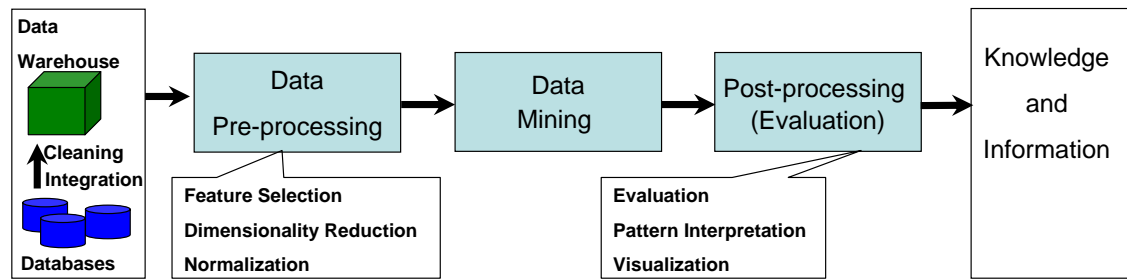 Data
Warehouse
Cleaning
Integration
Databases
Data
Pre-processing
Feature Selection
Dimensionality Reduction
Normalization
Data
Mining
Post-processing
(Evaluation)
Evaluation
Pattern Interpretation
Visualization
Knowledge
and
Information